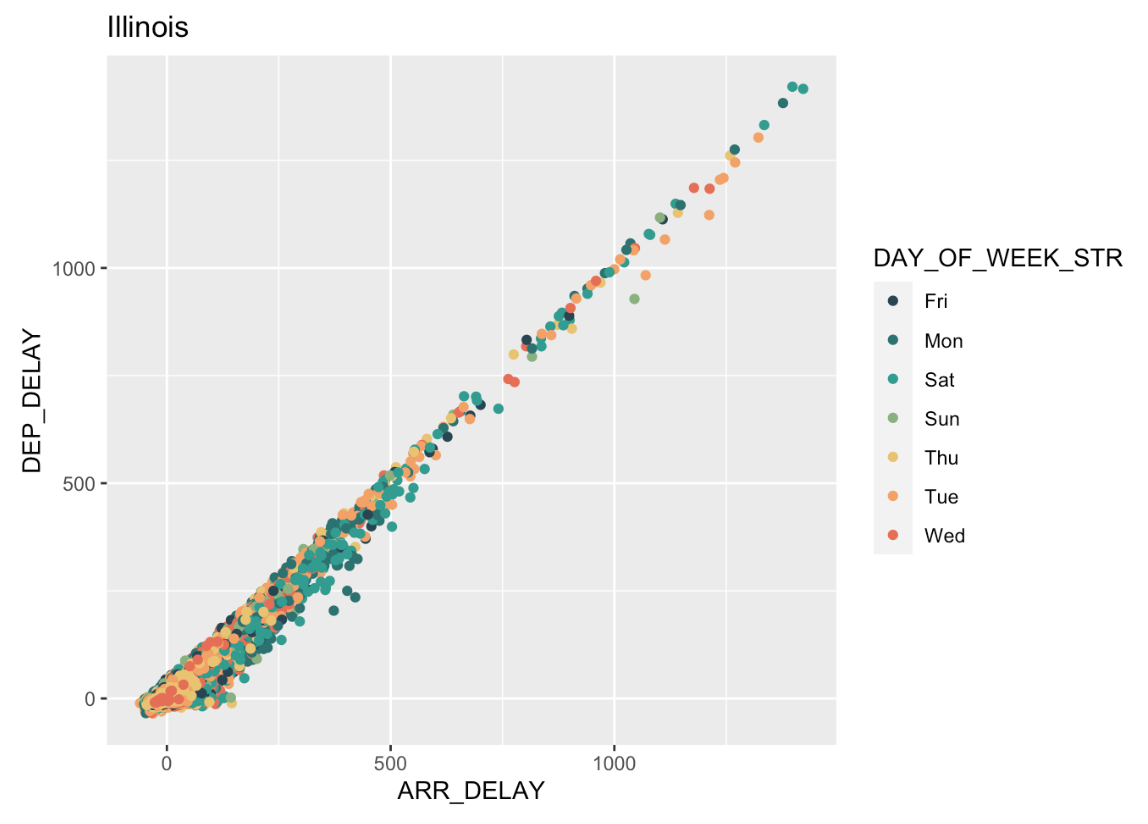 Illinois
DEP_DELAY
1000
500
0
0
500
1000
ARR_DELAY
DAY_OF_WEEK_STR
Fri
Mon
Sat
Sun
Thu
Tue
Wed